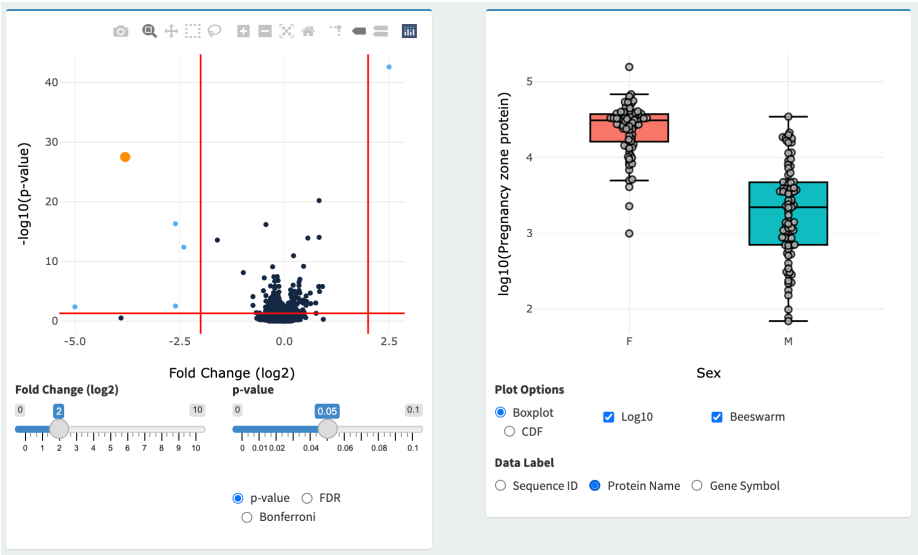 40
30
20
10
0
-log10(p-value)
-5.0 -2.5 0.0 2.5
Fold Change (log2)
Fold Change (log2)
0 2 10
0 1 2 3 4 5 6 7 8 9 10
p-value
0 0.05 0.1
0 0.01 0.02 0.04 0.06 0.08 0.1
p-value FDR
Bonferroni
5
4
3
2
log10(Pregnancy zone protein)
F M
Sex
Plot Options
Boxplot Log10 Beeswarm
CDF
Data Label
Sequence ID Protein Name Gene Symbol